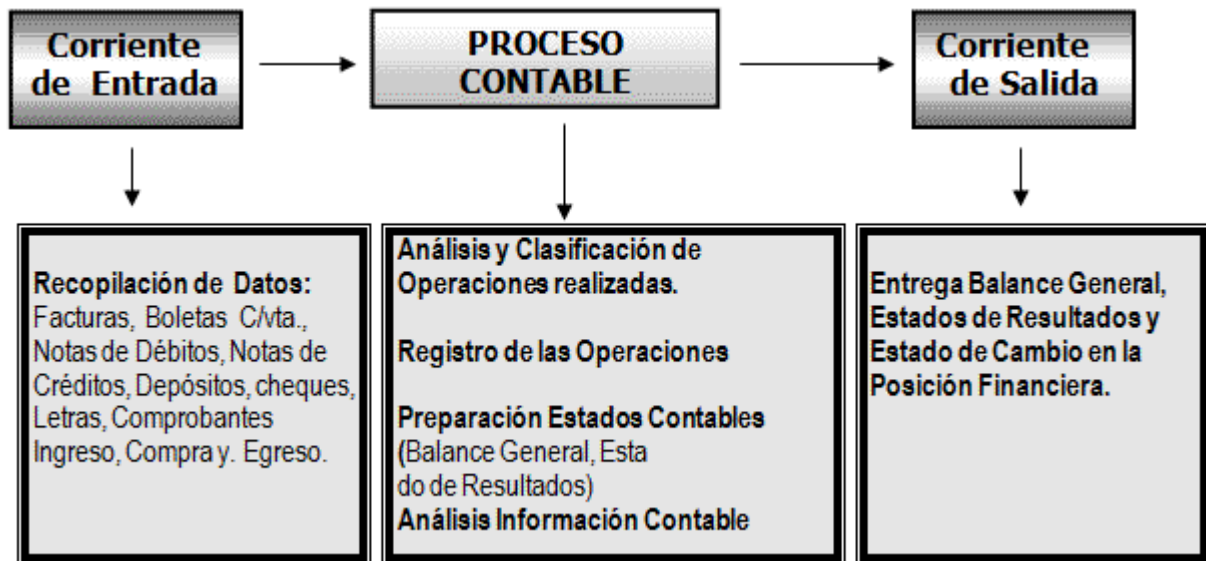 Corriente
de Entrada
PROCESO
CONTABLE
Corriente
de Salida
Recopilación de Datos:
Facturas, Boletas C/vta.,
Notas de Débitos, Notas de
Créditos, Depósitos, cheques,
Letras, Comprobantes
Ingreso, Compra y. Egreso.
Análisis y Clasificación de
Operaciones realizadas.
Registro de las Operaciones
Preparación Estados Contables
(Balance General, Esta
do de Resultados)
Análisis Información Contable
Entrega Balance General,
Estados de Resultados y
Estado de Cambio en la
Posición Financiera.